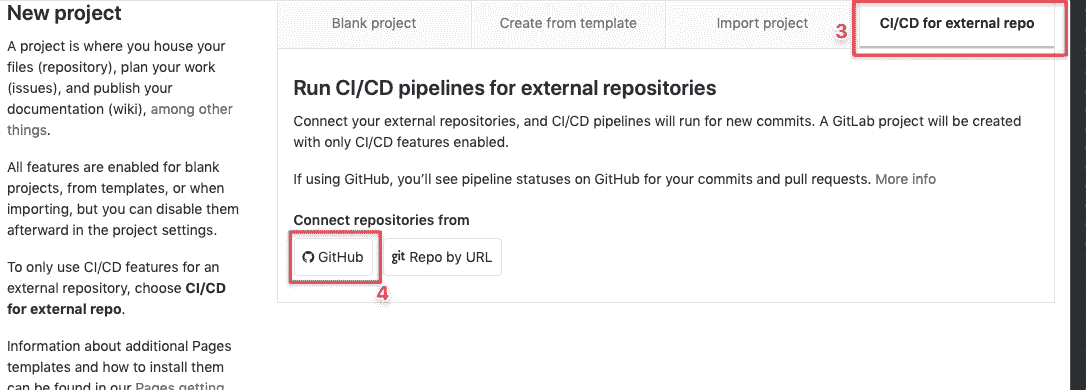 New project
A project is where you house your
files (repository), plan your work
(issues), and publish your
documentation (wiki), among other
things.
All features are enabled for blank
projects, from templates, or when
importing, but you can disable them
afterward in the project settings.
To only use CI/CD features for an
external repository, choose CI/CD
for external repo.
Information about additional Pages
templates and how to install them
can be found in our Pages getting
Blank project
Create from template
Import project
3
CI/CD for external repo
Run CI/CD pipelines for external repositories
Connect your external repositories, and CI/CD pipelines will run for new commits. A GitLab project will be created
with only CI/CD features enabled.
If using GitHub, you’ll see pipeline statuses on GitHub for your commits and pull requests. More info
Connect repositories from
GitHub
git Repo by URL
4